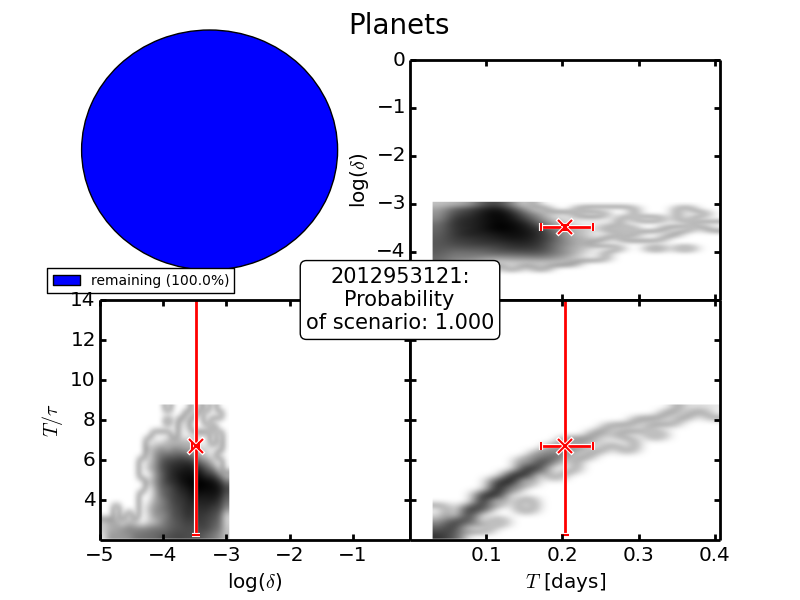 Planets
0
−1
−2
−3
−4
log(δ)
remaining (100.0%)
2012953121:
Probability
of scenario: 1.000
14
12
10
8
6
4
T/τ
−5 −4 −3 −2 −1
log(δ)
0.1 0.2 0.3 0.4
T [days]